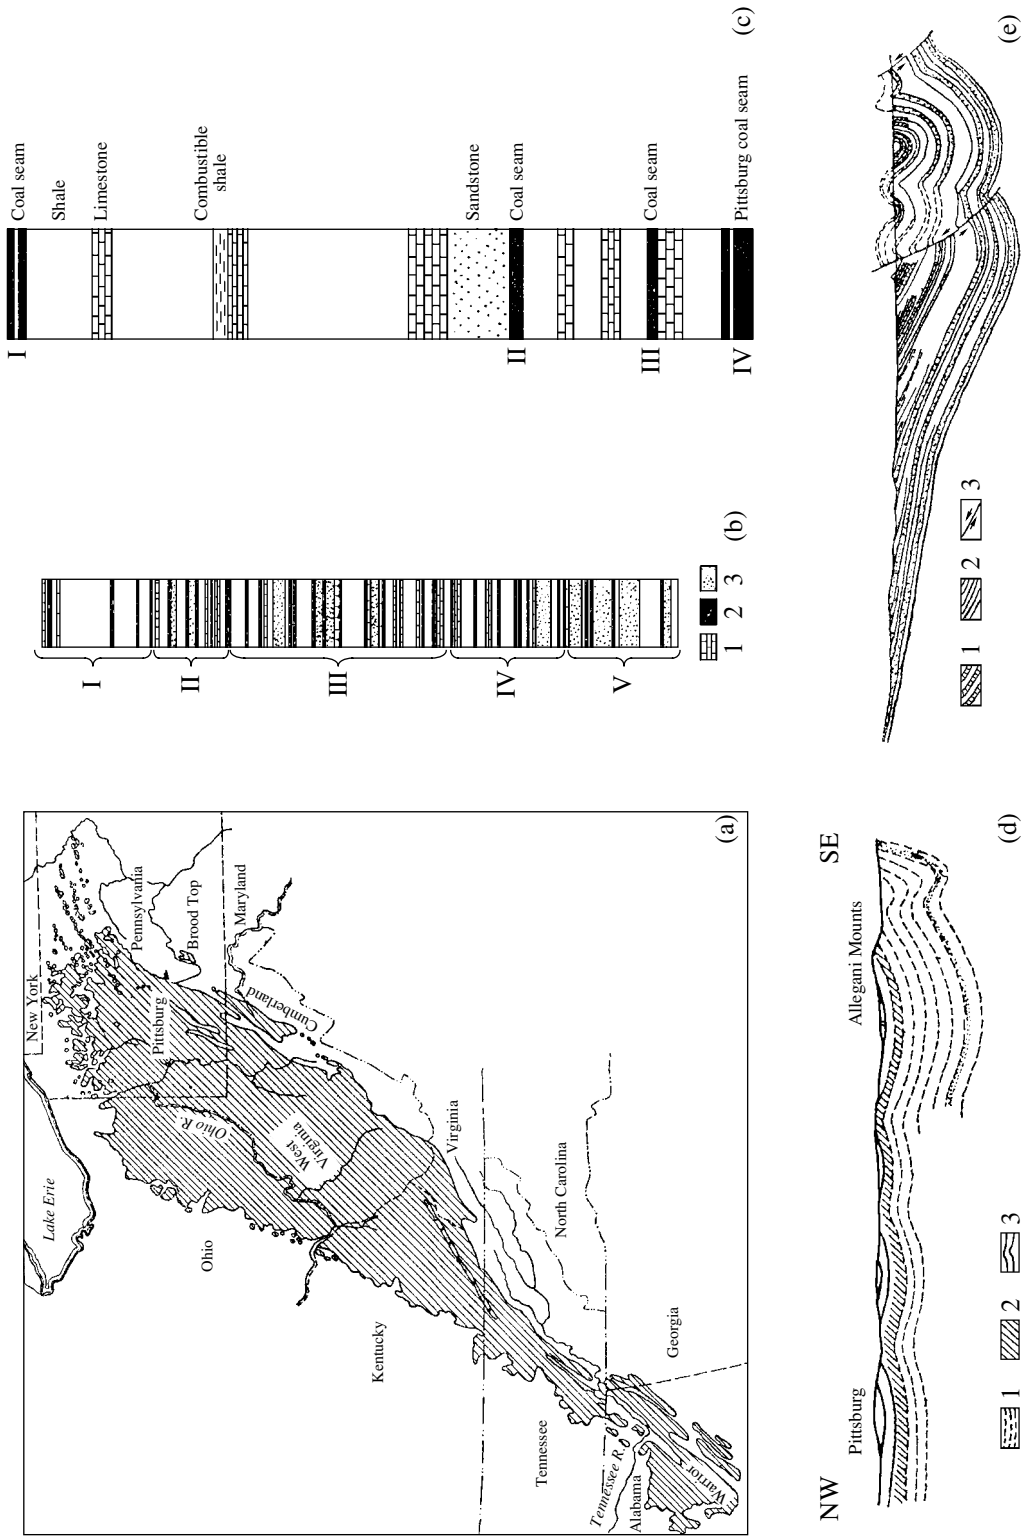 New York
Lake Erie
Pennsylvania
Pittsburg
Brood Top
Maryland
Cumberland
Ohio R.
Ohio
West
Virginia
Virginia
Kentucky
North Carolina
Tennessee
Georgia
Tennessee R.
Alabama
Warrior
(a)
I
II
III
IV
V
1
2
3
(b)
I
II
III
IV
Coal seam
Shale
Limestone
Combustible
shale
Sandstone
Coal seam
Coal seam
Pittsburg coal seam
(c)
NW
Pittsburg
Allegani Mounts
SE
1
2
3
(d)
1
2
3
(e)